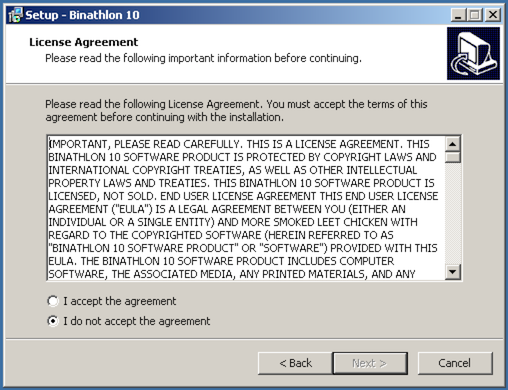 Setup - Binathlon 10
License Agreement
Please read the following important information before continuing.
Please read the following License Agreement. You must accept the terms of this
agreement before continuing with the installation.
IMPORTANT, PLEASE READ CAREFULLY. THIS IS A LICENSE AGREEMENT. THIS
BINATHLON 10 SOFTWARE PRODUCT IS PROTECTED BY COPYRIGHT LAWS AND
INTERNATIONAL COPYRIGHT TREATIES, AS WELL AS OTHER INTELLECTUAL
PROPERTY LAWS AND TREATIES. THIS BINATHLON 10 SOFTWARE PRODUCT IS
LICENSED, NOT SOLD. END USER LICENSE AGREEMENT THIS END USER LICENSE
AGREEMENT ("EULA") IS A LEGAL AGREEMENT BETWEEN YOU (EITHER AN
INDIVIDUAL OR A SINGLE ENTITY) AND MORE SMOKED LEET CHICKEN WITH
REGARD TO THE COPYRIGHTED SOFTWARE (HEREIN REFERRED TO AS
"BINATHLON 10 SOFTWARE PRODUCT" OR "SOFTWARE") PROVIDED WITH THIS
EULA. THE BINATHLON 10 SOFTWARE PRODUCT INCLUDES COMPUTER
SOFTWARE, THE ASSOCIATED MEDIA, ANY PRINTED MATERIALS, AND ANY
I accept the agreement
I do not accept the agreement
< Back
Next >
Cancel